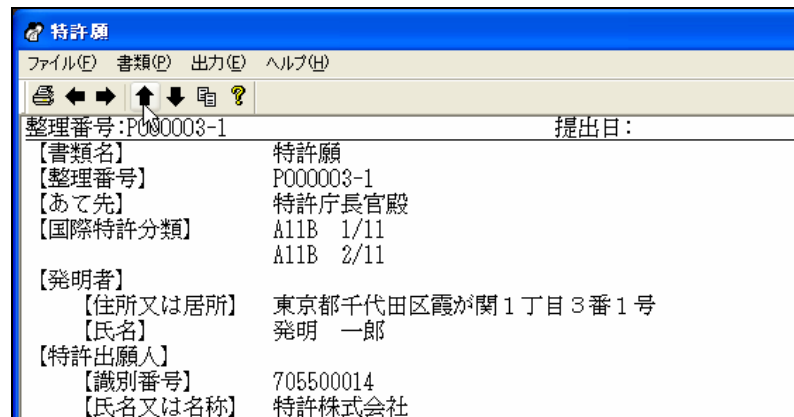 特許願
ファイル(F) 書類(P) 出力(E) ヘルプ(H)
整理番号:P000003-1 提出日:
【書類名】 特許願
【整理番号】 P000003-1
【あて先】 特許庁長官殿
【国際特許分類】 A11B 1/11
A11B 2/11
【発明者】
【住所又は居所】 東京都千代田区霞が関1丁目3番1号
【氏名】 発明 一郎
【特許出願人】
【識別番号】 705500014
【氏名又は名称】 特許株式会社